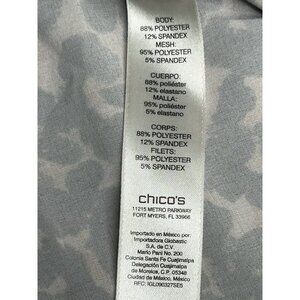 BODY:
88% POLYESTER
12% SPANDEX
MESH:
95% POLYESTER
5% SPANDEX
CUERPO:
88% poliéster
12% elastano
MALLA:
95% poliéster
5% elastano
CORPS:
88% POLYESTER
12% SPANDEX
FILETS:
95% POLYESTER
5% SPANDEX
chico's
11215 METRO PARKWAY
FORT MYERS, FL 33966
Importado en México por:
Importadora Globastic
S.A. de C.V.
Mario Pani No. 200
Colonia Santa Fe Cuajimalpa
Delegación Cuajimalpa
de Morelos, C.P. 05348
Ciudad de México México
RFC: IGL090327SE5